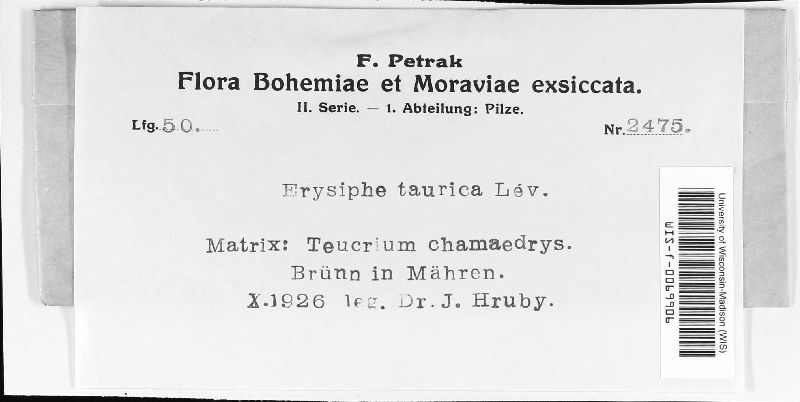 F. Petrak
Flora Bohemiae et Moraviae exsiccata.
II. Serie. — 1. Abteilung: Pilze.
Lfg. 50.
Nr. 2475.
Erysiphe taurica Lév.
Matrix: Teucrium chamaedrys.
Brünn in Mähren.
X.1926 leg. Dr. J. Hruby.
University of Wisconsin-Madison (WIS)
WIS-f-0069906